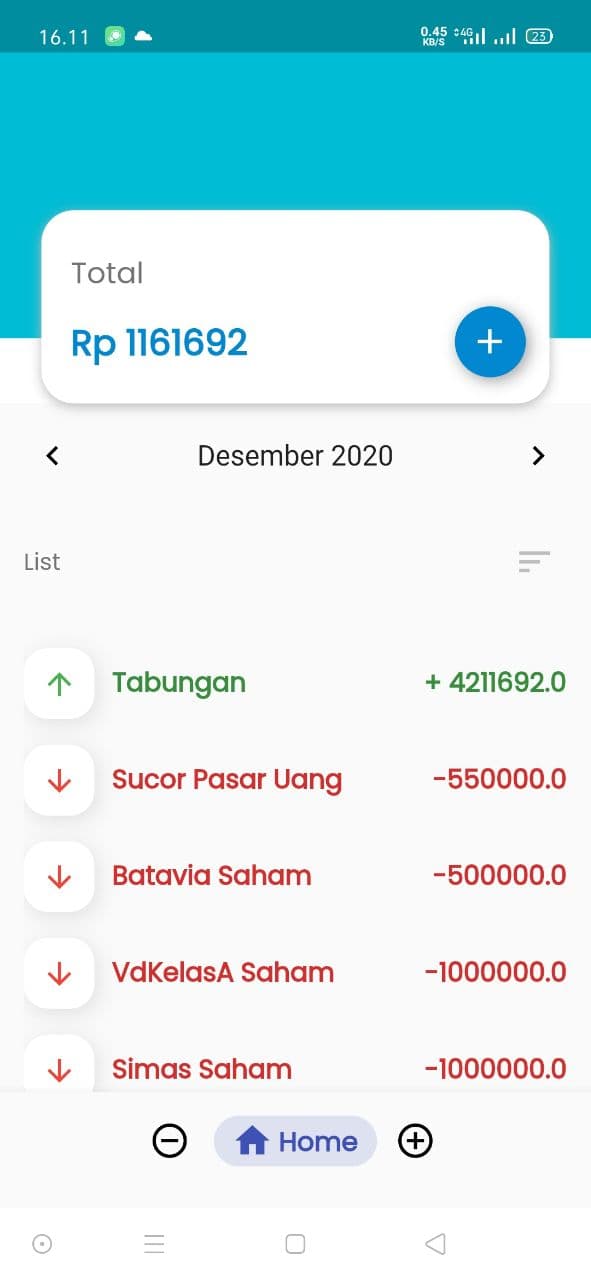 16.11
0.45
KB/S
4G
23
Total
Rp 1161692
Desember 2020
List
Tabungan + 4211692.0
Sucor Pasar Uang -550000.0
Batavia Saham -500000.0
VdKelasA Saham -1000000.0
Simas Saham -1000000.0
Home